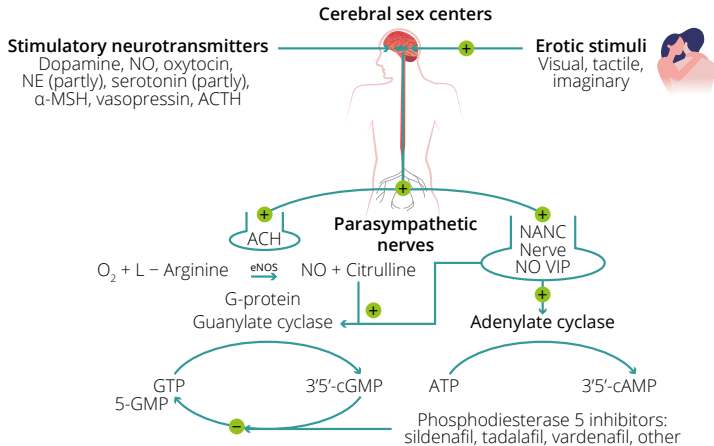 Cerebral sex centers
Stimulatory neurotransmitters
Dopamine, NO, oxytocin,
NE (partly), serotonin (partly),
α-MSH, vasopressin, ACTH
+
Erotic stimuli
Visual, tactile,
imaginary
+
+
ACH
Parasympathetic
nerves
+
NANC
Nerve
NO VIP
O2 + L − Arginine
eNOS
NO + Citrulline
+
+
G-protein
Guanylate cyclase
Adenylate cyclase
GTP
5-GMP
3’5’-cGMP
ATP
3’5’-cAMP
−
Phosphodiesterase 5 inhibitors:
sildenafil, tadalafil, vardenafil, other